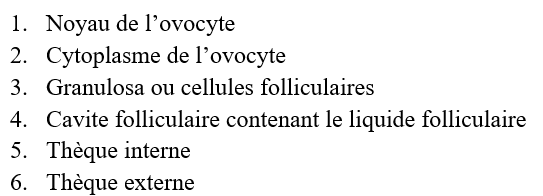 1. Noyau de l’ovocyte
2. Cytoplasme de l’ovocyte
3. Granulosa ou cellules folliculaires
4. Cavite folliculaire contenant le liquide folliculaire
5. Thèque interne
6. Thèque externe